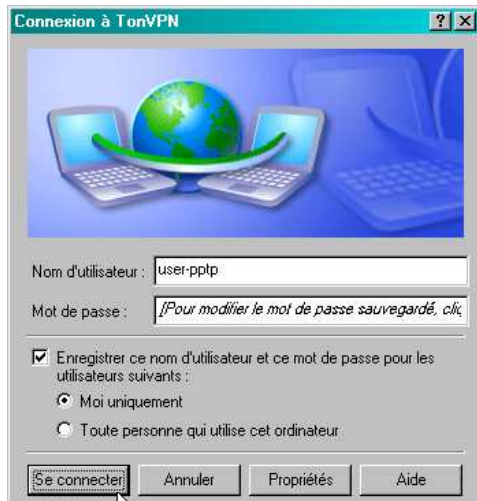 Connexion à TonVPN
Nom d'utilisateur :
user-pptp
Mot de passe :
[Pour modifier le mot de passe sauvegardé, clic
Enregistrer ce nom d'utilisateur et ce mot de passe pour les
utilisateurs suivants :
Moi uniquement
Toute personne qui utilise cet ordinateur
Se connecter
Annuler
Propriétés
Aide